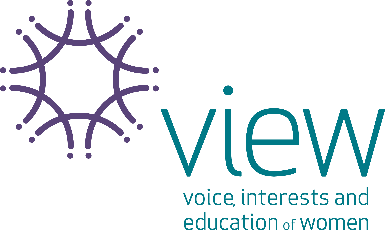 view
voice, interests and
education of women